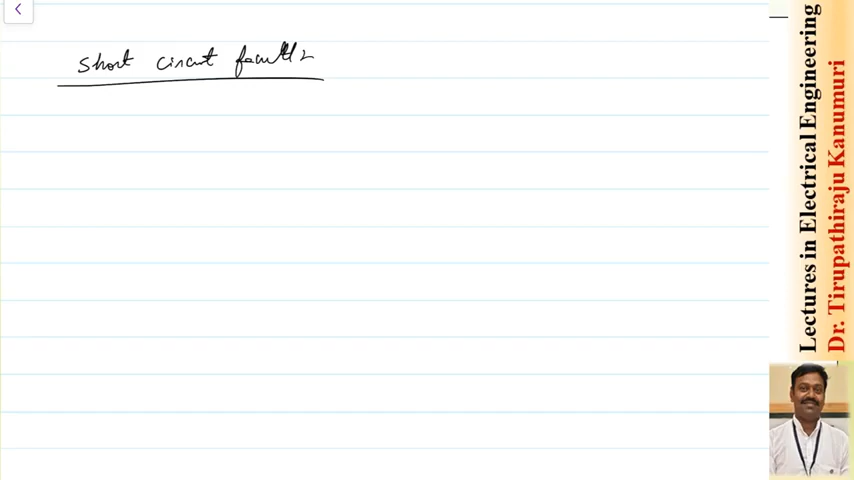 short circuit faults
Lectures in Electrical Engineering
Dr. Tirupathiraju Kanumuri